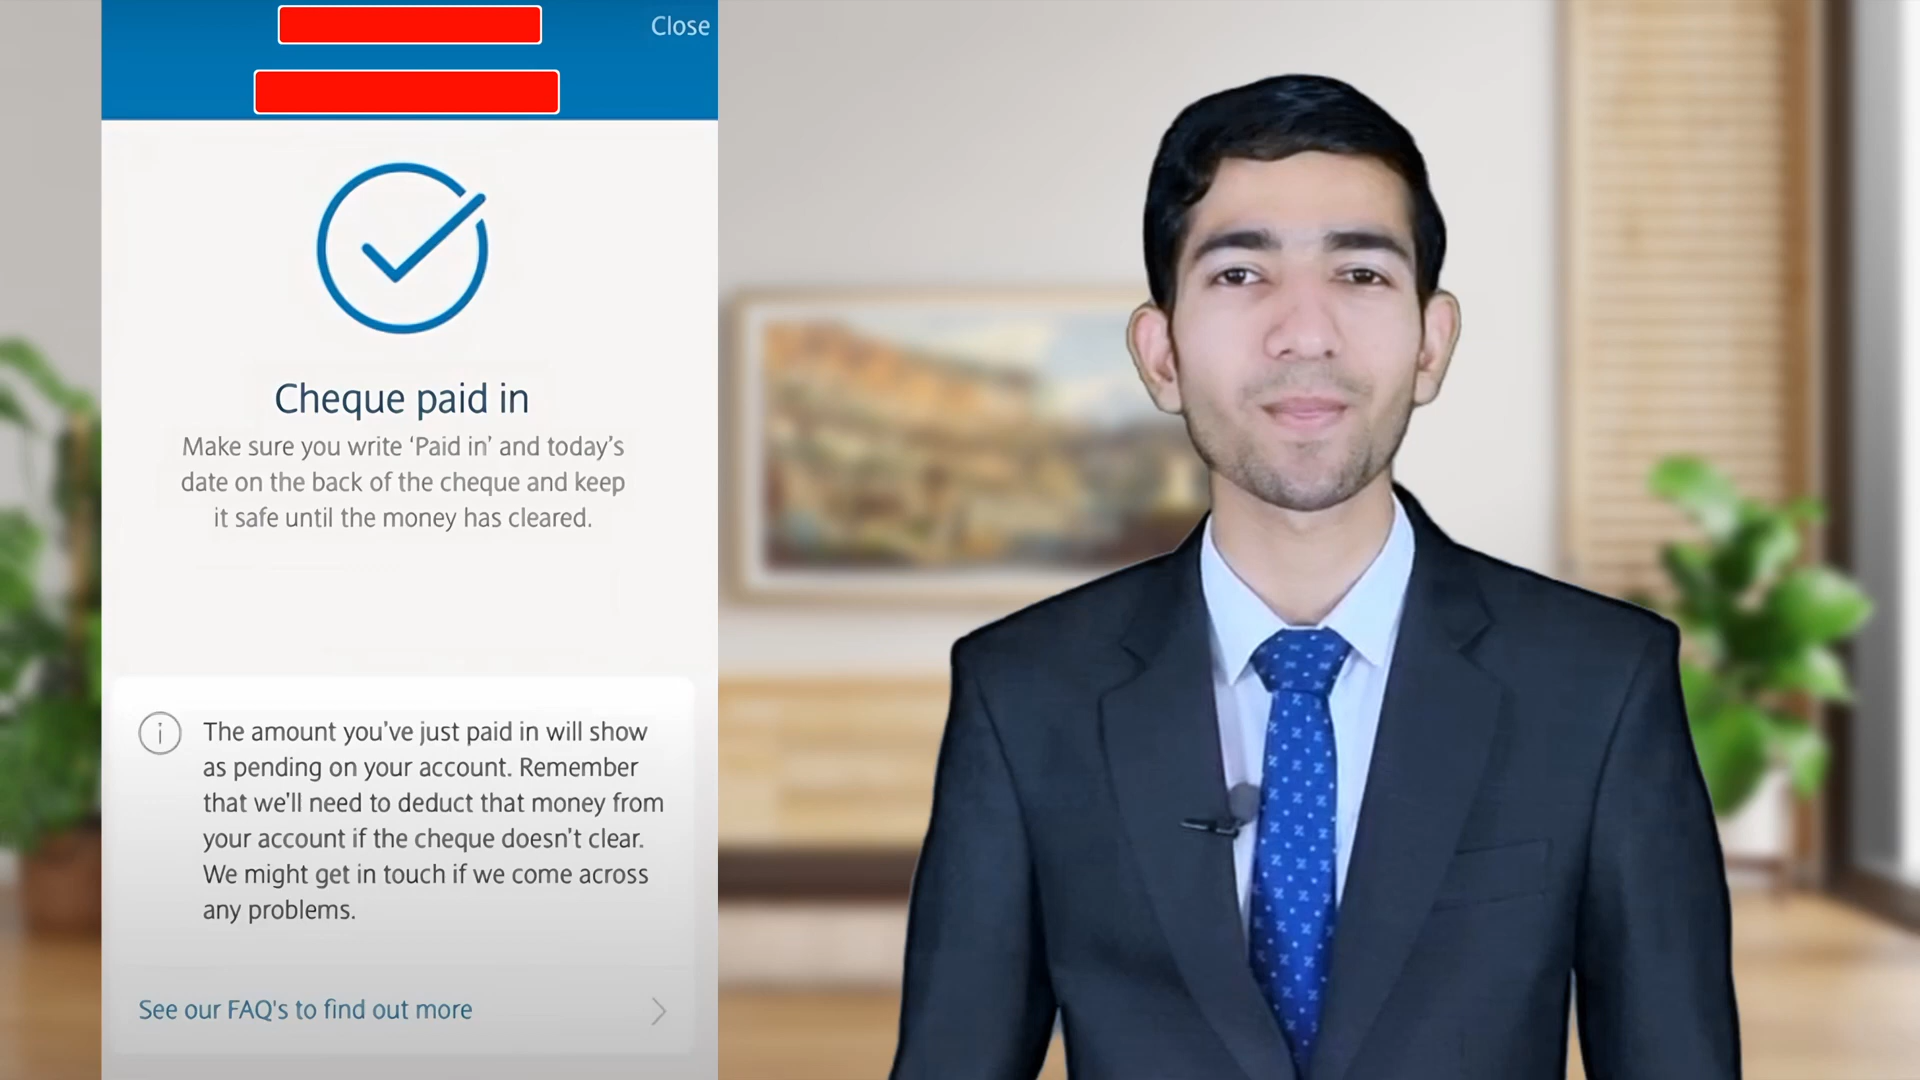 Close
Cheque paid in
Make sure you write ‘Paid in’ and today’s
date on the back of the cheque and keep
it safe until the money has cleared.
The amount you’ve just paid in will show
as pending on your account. Remember
that we’ll need to deduct that money from
your account if the cheque doesn’t clear.
We might get in touch if we come across
any problems.
See our FAQ's to find out more